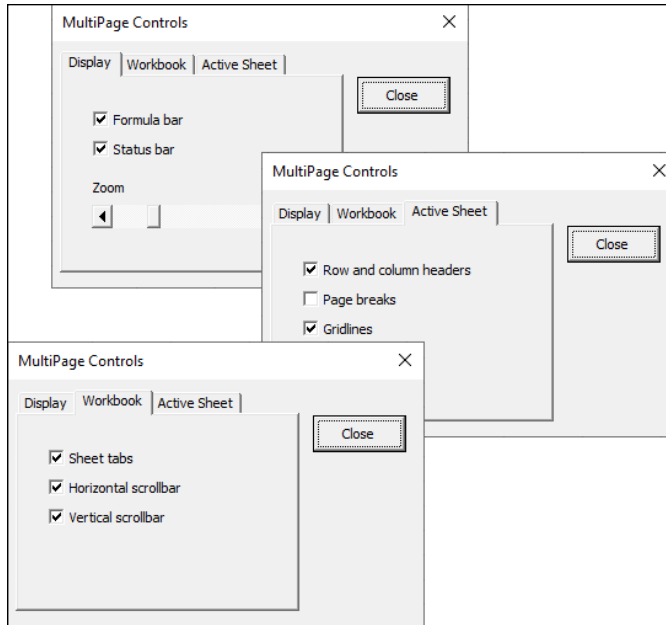 MultiPage Controls
Display Workbook Active Sheet
Close
Formula bar
Status bar
Zoom
MultiPage Controls
Display Workbook Active Sheet
Close
Row and column headers
Page breaks
Gridlines
MultiPage Controls
Display Workbook Active Sheet
Close
Sheet tabs
Horizontal scrollbar
Vertical scrollbar